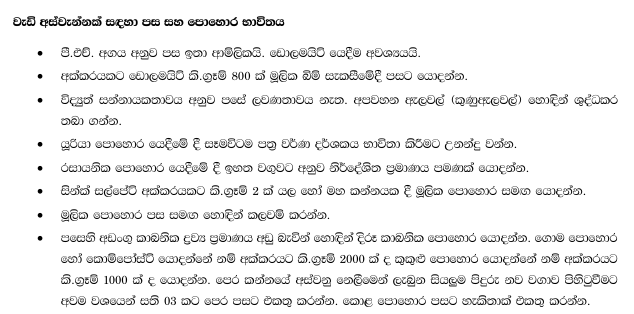 වැඩි අස්වැන්නක් සඳහා පස සහ පොහොර භාවිතය
• පී.එච්. අගය අනුව පස ඉතා ආම්ලිකයි. ඩොලමයිට් යෙදීම අවශ්‍යයයි.
• අක්කරයකට ඩොලමයිට් කි.ග්‍රෑම් 800 ක් මූලික බිම් සැකසීමේදී පසට යොදන්න.
• විද්‍යුත් සන්නායකතාවය අනුව පසේ ලවණතාවය නැත. අපවහන ඇලවල් (කුණුඇලවල්) හොඳින් ශුද්ධකර
තබා ගන්න.
• යූරියා පොහොර යෙදීමේ දී සෑමවිටම පත්‍ර වර්ණ දර්ශකය භාවිතා කිරීමට උනන්දු වන්න.
• රසායනික පොහොර යෙදීමේ දී ඉහත වගුවට අනුව නිර්දේශිත ප්‍රමාණය පමණක් යොදන්න.
• සින්ක් සල්පේට් අක්කරයකට කි.ග්‍රෑම් 2 ක් යල හෝ මහ කන්නයක දී මූලික පොහොර සමඟ යොදන්න.
• මූලික පොහොර පස සමඟ හොඳින් කලවම් කරන්න.
• පසෙහි අඩංගු කාබනික ද්‍රව්‍ය ප්‍රමාණය අඩු බැවින් හොඳින් දිරූ කාබනික පොහොර යොදන්න. ගොම පොහොර
හෝ කොම්පෝස්ට් යොදන්නේ නම් අක්කරයට කි.ග්‍රෑම් 2000 ක් ද කුකුළු පොහොර යොදන්නේ නම් අක්කරයට
කි.ග්‍රෑම් 1000 ක් ද යොදන්න. පෙර කන්නයේ අස්වනු නෙලීමෙන් ලැබුන සියලුම පිදුරු නව වගාව පිහිටුවීමට
අවම වශයෙන් සති 03 කට පෙර පසට එකතු කරන්න. කොළ පොහොර පසට හැකිතාක් එකතු කරන්න.